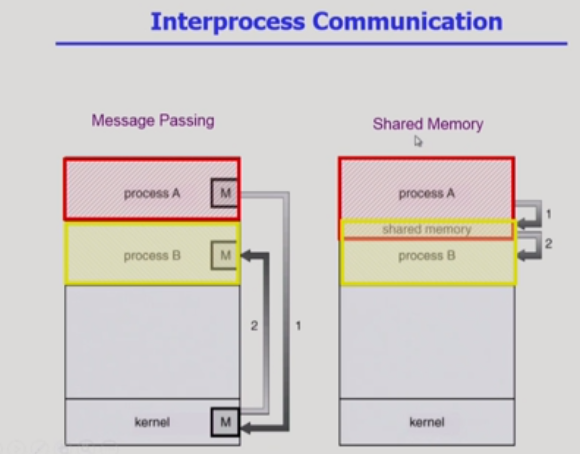 Interprocess Communication
Message Passing
process A
M
process B
M
2
1
kernel
M
Shared Memory
process A
1
shared memory
2
process B
kernel